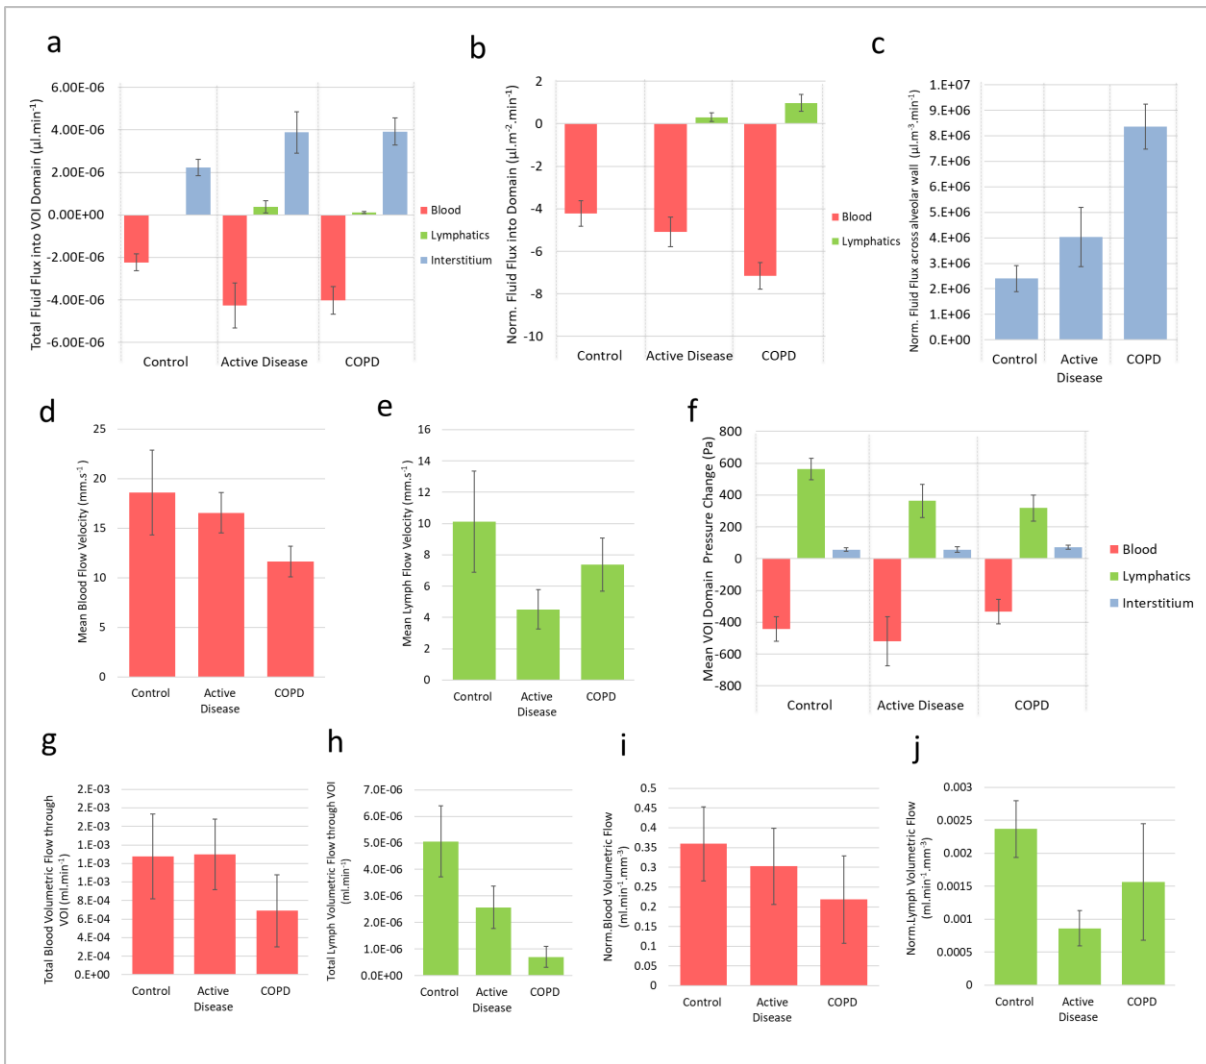 a
Total Fluid Flux into VOI Domain (µl.min⁻¹)
6.00E-06
4.00E-06
2.00E-06
0.00E+00
-2.00E-06
-4.00E-06
-6.00E-06
Control
Active Disease
COPD
Blood
Lymphatics
Interstitium
b
Norm. Fluid Flux into Domain (µl.m⁻².min⁻¹)
2
0
-2
-4
-6
-8
-10
Control
Active Disease
COPD
Blood
Lymphatics
c
Norm. Fluid Flux across alveolar wall (µl.m⁻³.min⁻¹)
1.E+07
9.E+06
8.E+06
7.E+06
6.E+06
5.E+06
4.E+06
3.E+06
2.E+06
1.E+06
0.E+00
Control
Active
Disease
COPD
d
Mean Blood Flow Velocity (mm.s⁻¹)
25
20
15
10
5
0
Control
Active
Disease
COPD
e
Mean Lymph Flow Velocity (mm.s⁻¹)
16
14
12
10
8
6
4
2
0
Control
Active
Disease
COPD
f
Mean VOI Domain Pressure Change (Pa)
800
600
400
200
0
-200
-400
-600
-800
Control
Active Disease
COPD
Blood
Lymphatics
Interstitium
g
Total Blood Volumetric Flow through
VOI (ml.min⁻¹)
2.E-03
2.E-03
2.E-03
1.E-03
1.E-03
1.E-03
8.E-04
6.E-04
4.E-04
2.E-04
0.E+00
Control
Active
Disease
COPD
h
Total Lymph Volumetric Flow through VOI
(ml.min⁻¹)
7.0E-06
6.0E-06
5.0E-06
4.0E-06
3.0E-06
2.0E-06
1.0E-06
0.0E+00
Control
Active
Disease
COPD
i
Norm.Blood Volumetric Flow
(ml.min⁻¹.mm⁻³)
0.5
0.45
0.4
0.35
0.3
0.25
0.2
0.15
0.1
0.05
0
Control
Active
Disease
COPD
j
Norm.Lymph Volumetric Flow
(ml.min⁻¹.mm⁻³)
0.003
0.0025
0.002
0.0015
0.001
0.0005
0
Control
Active
Disease
COPD